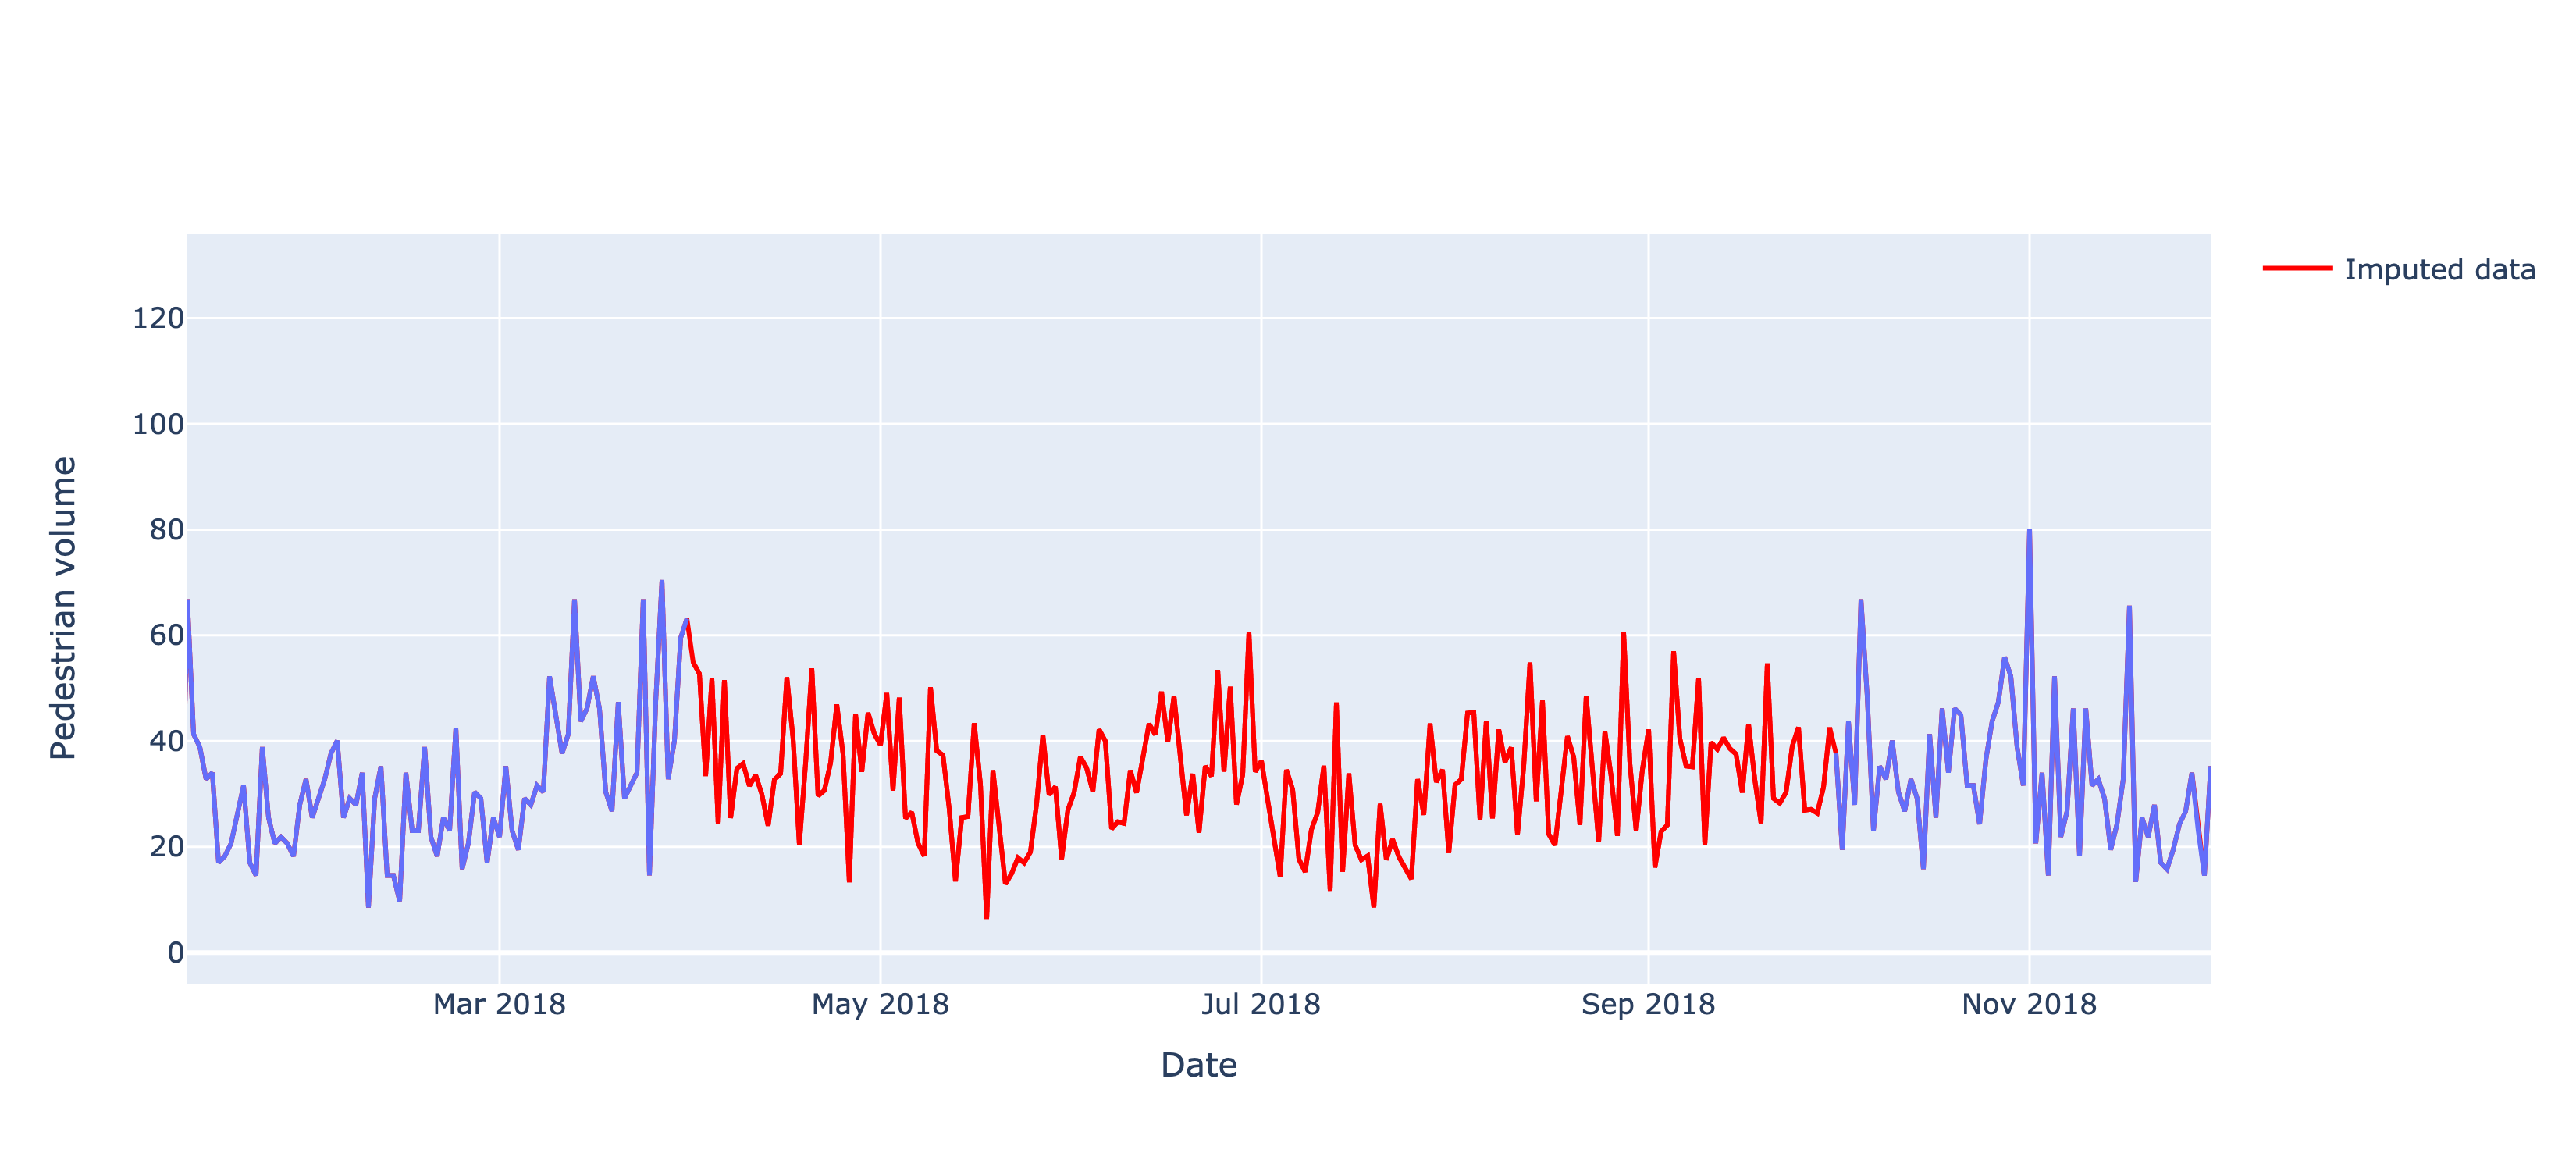 Imputed data
120
100
80
60
40
20
0
Pedestrian volume
Mar 2018
May 2018
Jul 2018
Sep 2018
Nov 2018
Date